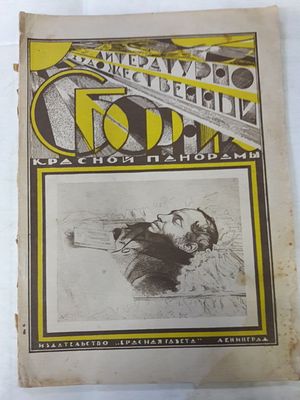 ЛИТЕРАТУРНО
ХУДОЖЕСТВЕННЫЙ
СБОРНИК
КРАСНОЙ ПАНОРАМЫ
ИЗДАТЕЛЬСТВО „КРАСНАЯ ГАЗЕТА" ЛЕНИНГРАД